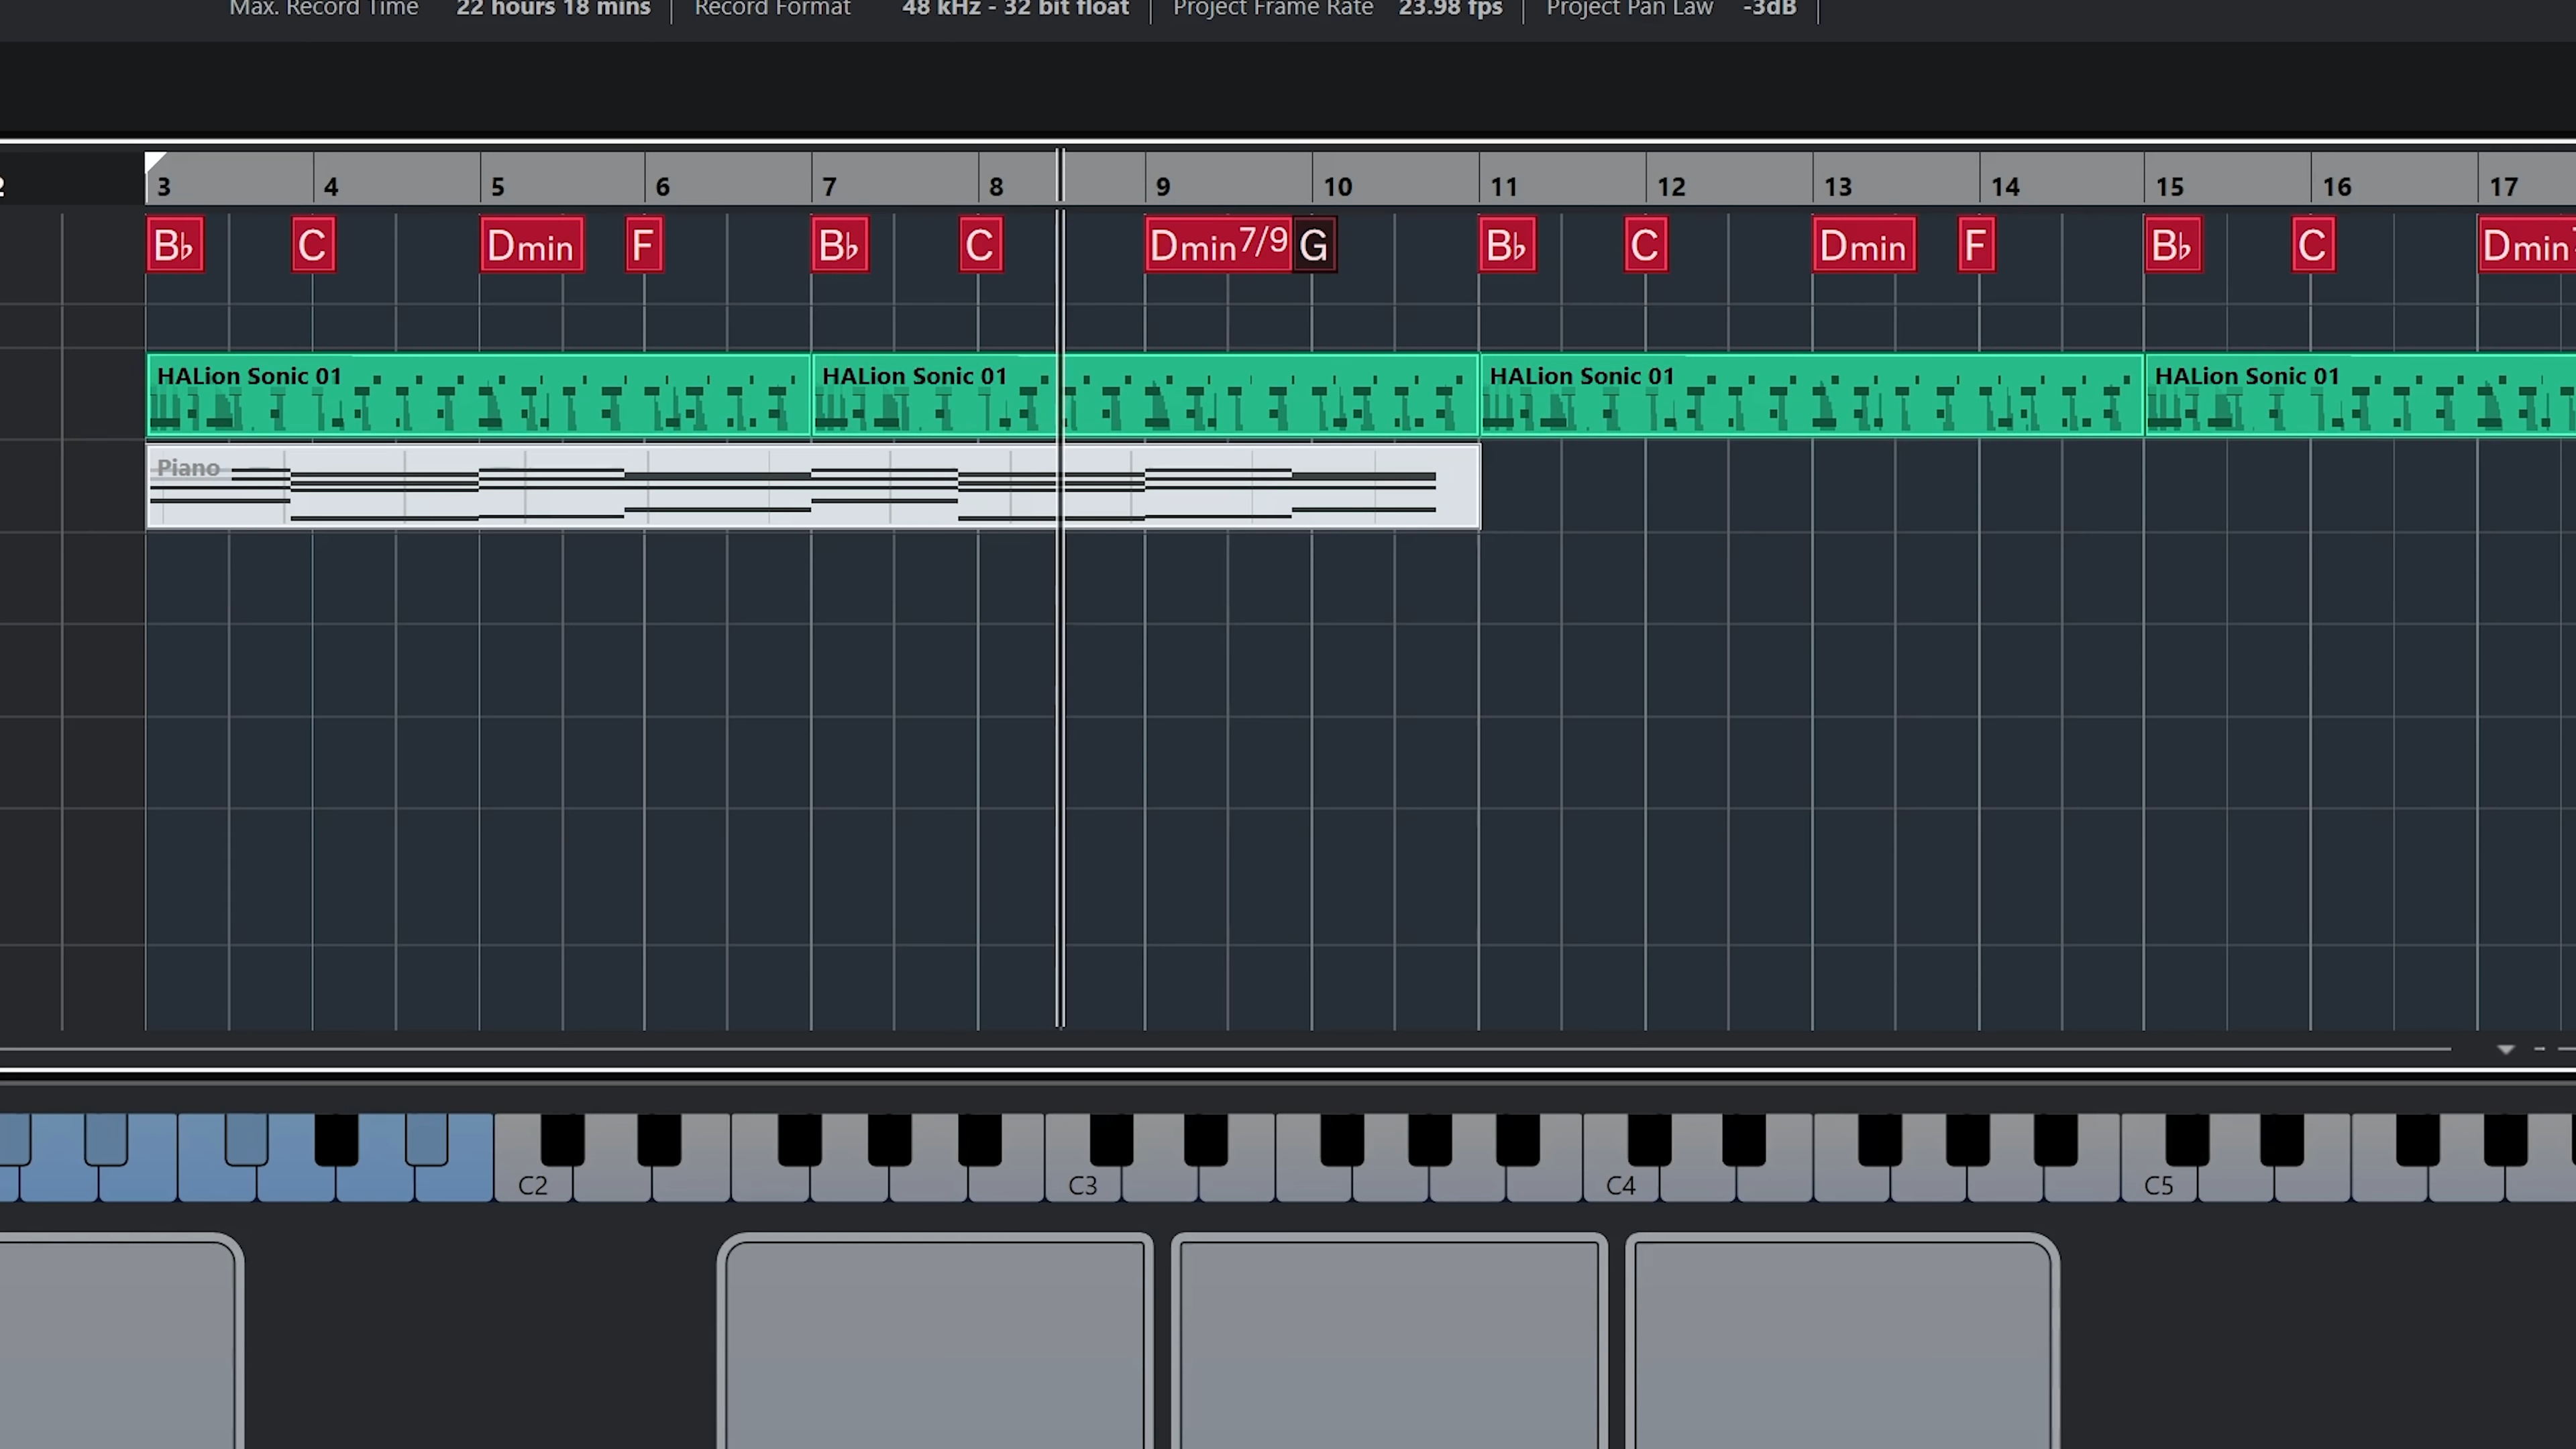 Max. Record Time 22 hours 18 mins Record Format 48 kHz - 32 bit float Project Frame Rate 23.98 fps Project Pan Law -3dB
2 3 4 5 6 7 8 9 10 11 12 13 14 15 16 17
B♭ C Dmin F B♭ C Dmin7/9 G B♭ C Dmin F B♭ C Dmin
HALion Sonic 01 HALion Sonic 01 HALion Sonic 01 HALion Sonic 01
Piano
C2 C3 C4 C5